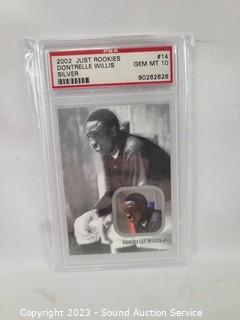 PSA
2002 JUST ROOKIES #14
DONTRELLE WILLIS GEM MT 10
SILVER 90262828
DONTRELLE WILLIS
Copyright 2023 - Sound Auction Service